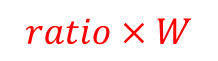 ratio × W